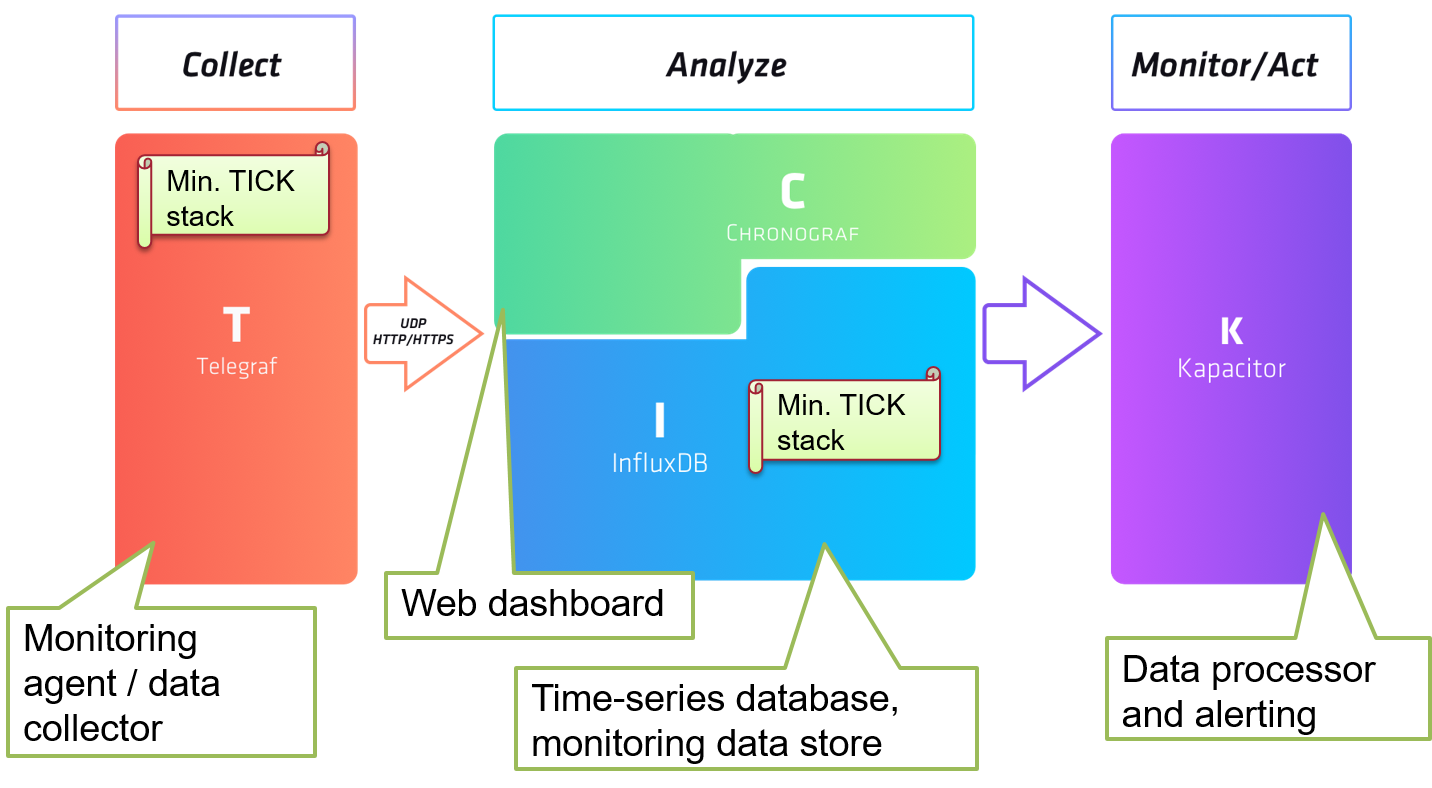 Collect
Analyze
Monitor/Act
Min. TICK
stack
T
Telegraf
UDP
HTTP/HTTPS
C
CHRONOGRAF
I
InfluxDB
Min. TICK
stack
K
Kapacitor
Monitoring
agent / data
collector
Web dashboard
Time-series database,
monitoring data store
Data processor
and alerting